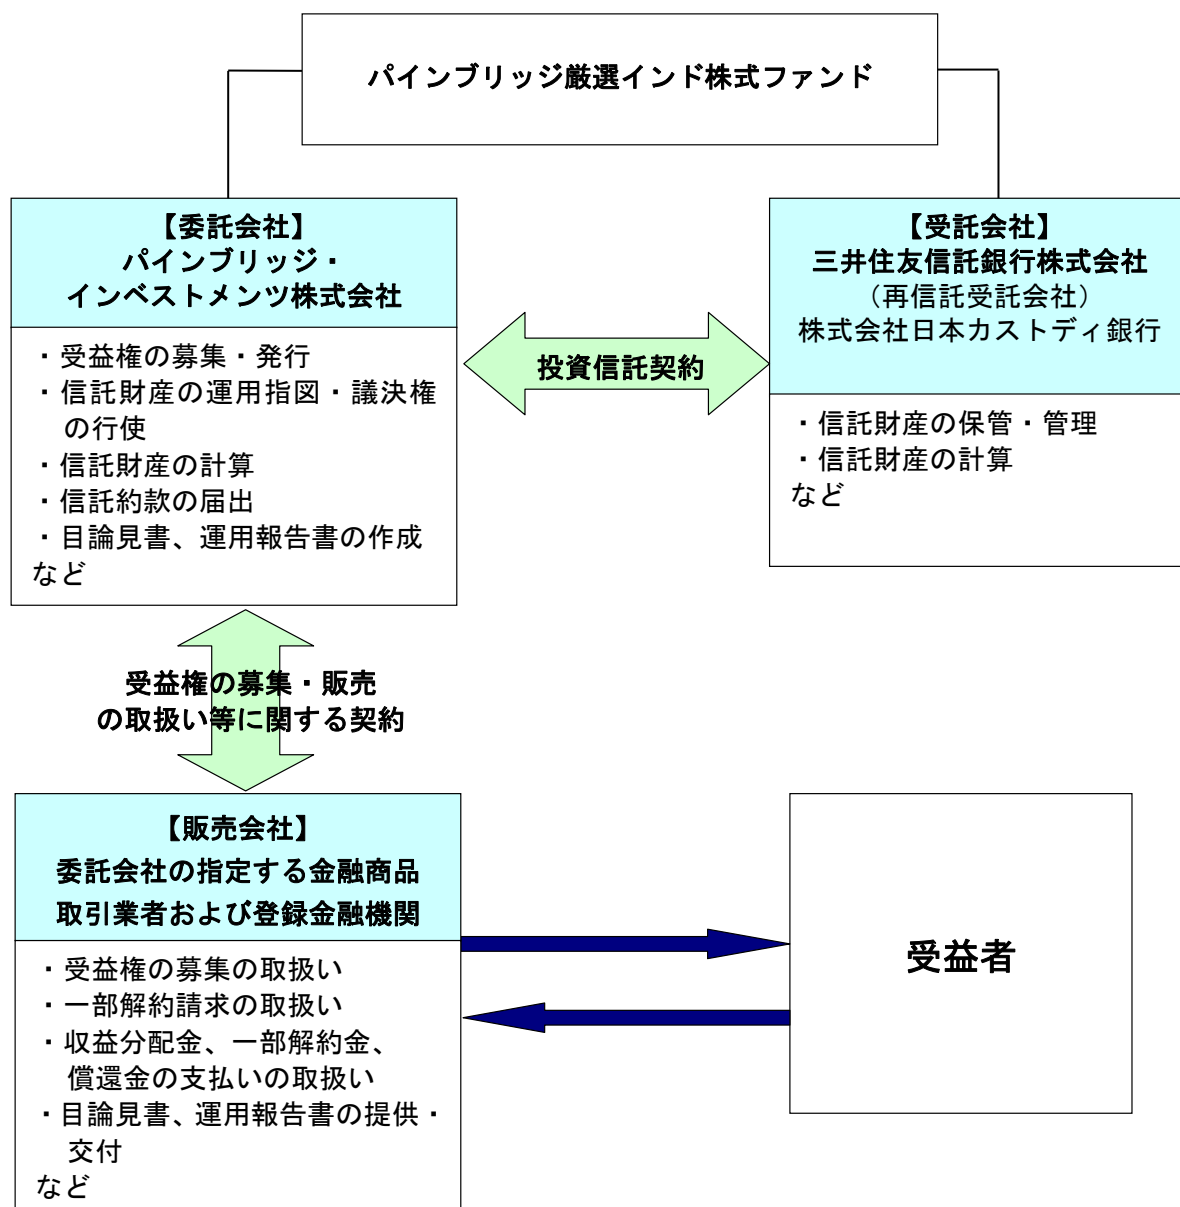 パインブリッジ厳選インド株式ファンド
【委託会社】
パインブリッジ・
インベストメンツ株式会社
・受益権の募集・発行
・信託財産の運用指図・議決権
の行使
・信託財産の計算
・信託約款の届出
・目論見書、運用報告書の作成
など
投資信託契約
【受託会社】
三井住友信託銀行株式会社
（再信託受託会社）
株式会社日本カストディ銀行
・信託財産の保管・管理
・信託財産の計算
など
受益権の募集・販売
の取扱い等に関する契約
【販売会社】
委託会社の指定する金融商品
取引業者および登録金融機関
・受益権の募集の取扱い
・一部解約請求の取扱い
・収益分配金、一部解約金、
償還金の支払いの取扱い
・目論見書、運用報告書の提供・
交付
など
受益者